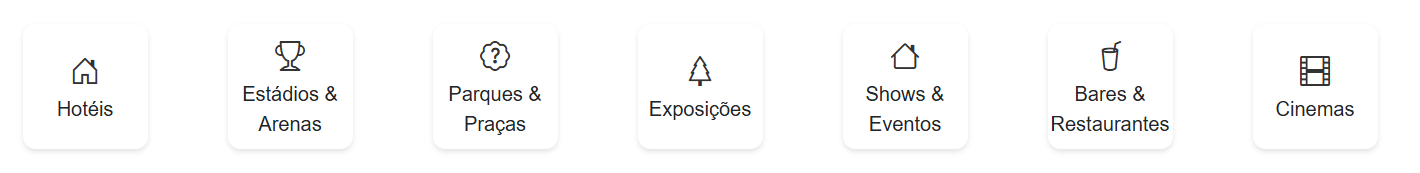 Hotéis
Estádios &
Arenas
Parques &
Praças
Exposições
Shows &
Eventos
Bares &
Restaurantes
Cinemas